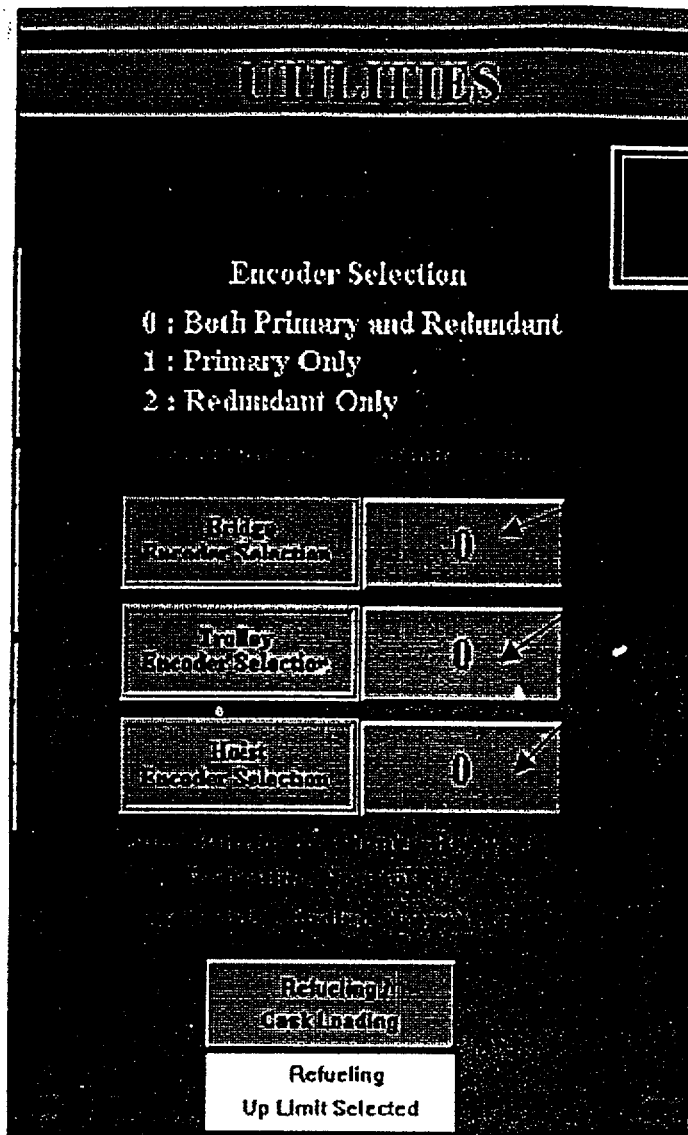 UTILITIES
Encoder Selection
0 : Both Primary and Redundant
1 : Primary Only
2 : Redundant Only
Bridge
Encoder Selection
0
Trolley
Encoder Selection
0
Hoist
Encoder Selection
0
Refueling /
Cask Loading
Refueling
Up Limit Selected